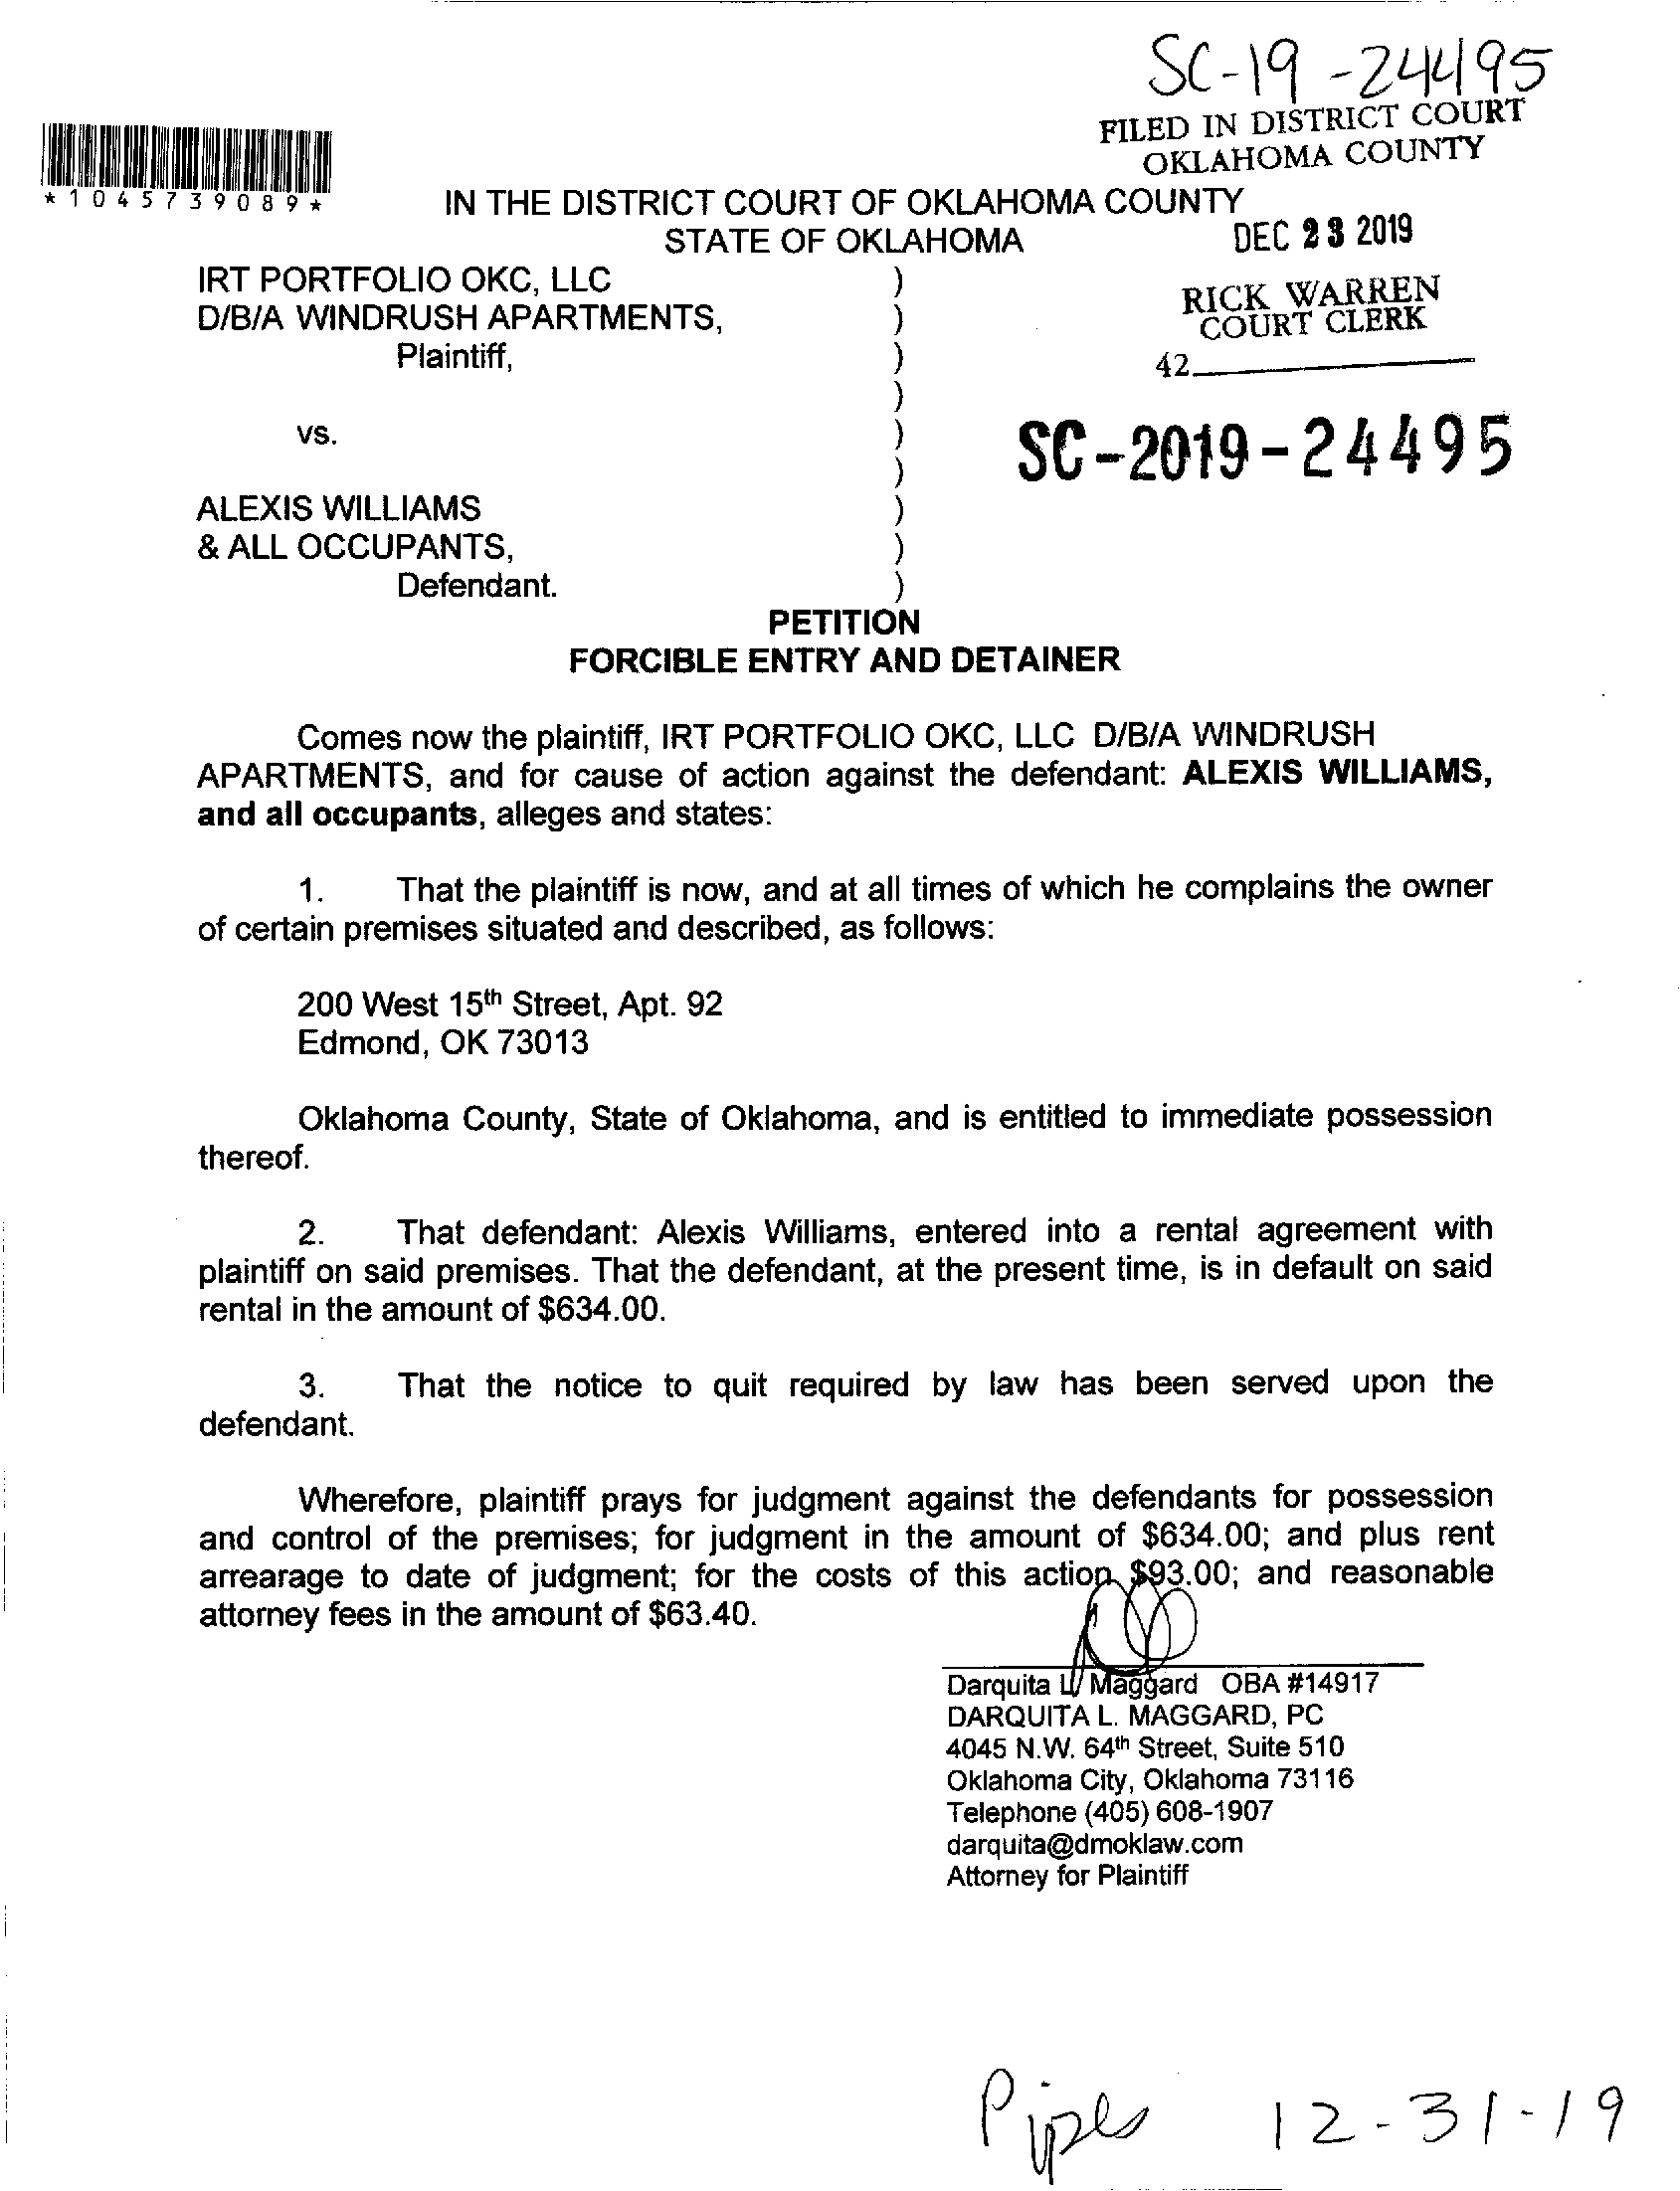 SC-19-24495
FILED IN DISTRICT COURT
OKLAHOMA COUNTY
*1045739089*
IN THE DISTRICT COURT OF OKLAHOMA COUNTY
STATE OF OKLAHOMA
DEC 23 2019
IRT PORTFOLIO OKC, LLC )
D/B/A WINDRUSH APARTMENTS, )
Plaintiff, )
RICK WARREN
COURT CLERK
42
)
vs. )
SC-2019-24495
)
ALEXIS WILLIAMS )
& ALL OCCUPANTS, )
Defendant. )
PETITION
FORCIBLE ENTRY AND DETAINER
Comes now the plaintiff, IRT PORTFOLIO OKC, LLC D/B/A WINDRUSH
APARTMENTS, and for cause of action against the defendant: ALEXIS WILLIAMS,
and all occupants, alleges and states:
1. That the plaintiff is now, and at all times of which he complains the owner
of certain premises situated and described, as follows:
200 West 15th Street, Apt. 92
Edmond, OK 73013
Oklahoma County, State of Oklahoma, and is entitled to immediate possession
thereof.
2. That defendant: Alexis Williams, entered into a rental agreement with
plaintiff on said premises. That the defendant, at the present time, is in default on said
rental in the amount of $634.00.
3. That the notice to quit required by law has been served upon the
defendant.
Wherefore, plaintiff prays for judgment against the defendants for possession
and control of the premises; for judgment in the amount of $634.00; and plus rent
arrearage to date of judgment; for the costs of this action $93.00; and reasonable
attorney fees in the amount of $63.40.
Darquita L. Maggard OBA #14917
DARQUITA L. MAGGARD, PC
4045 N.W. 64th Street, Suite 510
Oklahoma City, Oklahoma 73116
Telephone (405) 608-1907
darquita@dmoklaw.com
Attorney for Plaintiff
Pipes 12-31-19